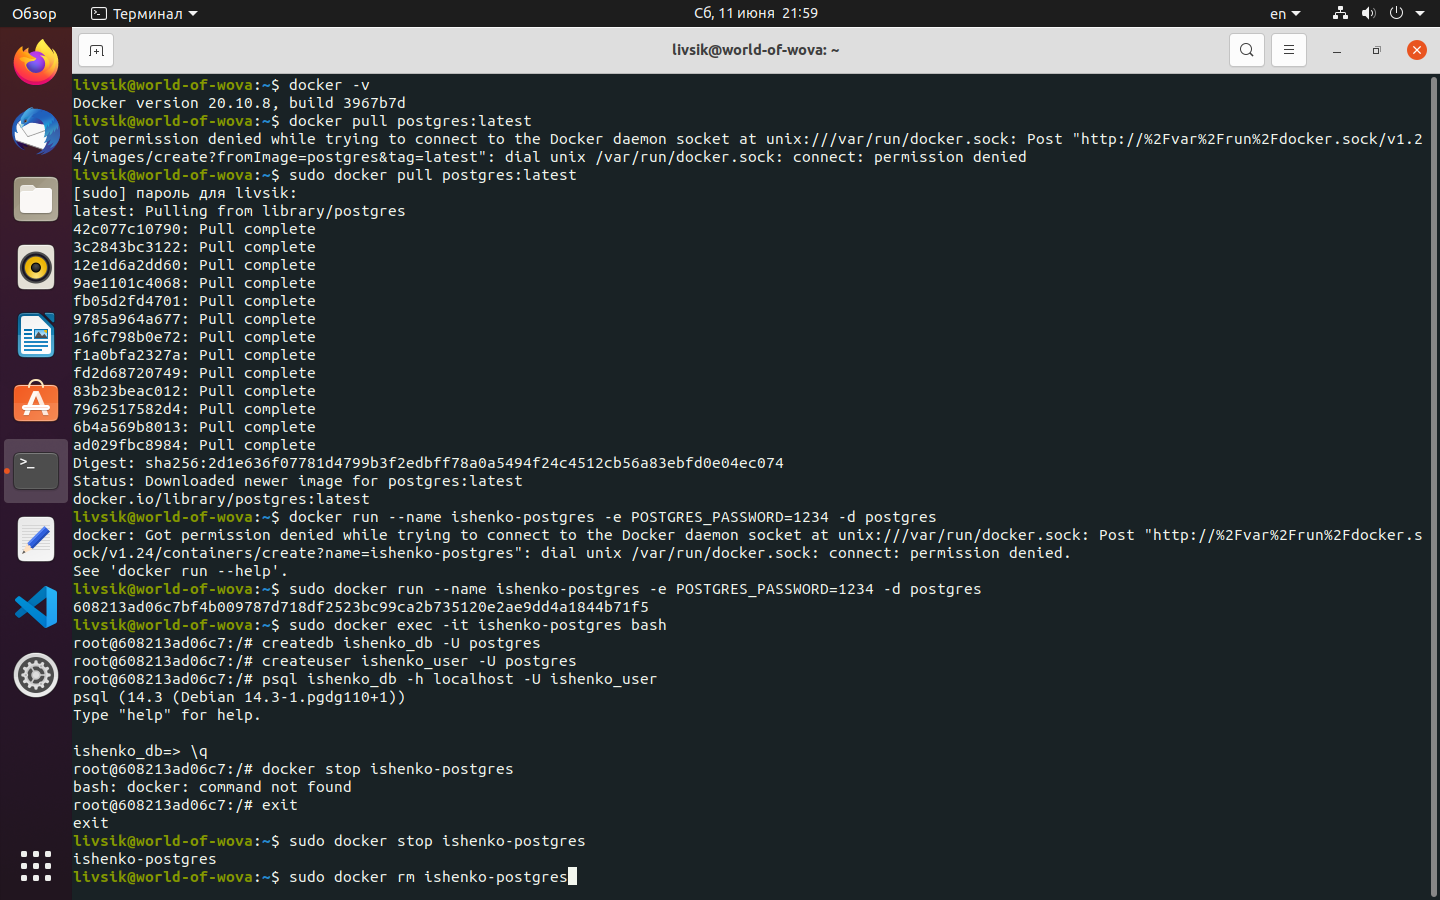 Обзор
Терминал
Сб, 11 июня 21:59
en
livsik@world-of-wova: ~
livsik@world-of-wova:~$ docker -v
Docker version 20.10.8, build 3967b7d
livsik@world-of-wova:~$ docker pull postgres:latest
Got permission denied while trying to connect to the Docker daemon socket at unix:///var/run/docker.sock: Post "http://%2Fvar%2Frun%2Fdocker.sock/v1.2
4/images/create?fromImage=postgres&tag=latest": dial unix /var/run/docker.sock: connect: permission denied
livsik@world-of-wova:~$ sudo docker pull postgres:latest
[sudo] пароль для livsik:
latest: Pulling from library/postgres
42c077c10790: Pull complete
3c2843bc3122: Pull complete
12e1d6a2dd60: Pull complete
9ae1101c4068: Pull complete
fb05d2fd4701: Pull complete
9785a964a677: Pull complete
16fc798b0e72: Pull complete
f1a0bfa2327a: Pull complete
fd2d68720749: Pull complete
83b23beac012: Pull complete
7962517582d4: Pull complete
6b4a569b8013: Pull complete
ad029fbc8984: Pull complete
Digest: sha256:2d1e636f07781d4799b3f2edbff78a0a5494f24c4512cb56a83ebfd0e04ec074
Status: Downloaded newer image for postgres:latest
docker.io/library/postgres:latest
livsik@world-of-wova:~$ docker run --name ishenko-postgres -e POSTGRES_PASSWORD=1234 -d postgres
docker: Got permission denied while trying to connect to the Docker daemon socket at unix:///var/run/docker.sock: Post "http://%2Fvar%2Frun%2Fdocker.s
ock/v1.24/containers/create?name=ishenko-postgres": dial unix /var/run/docker.sock: connect: permission denied.
See 'docker run --help'.
livsik@world-of-wova:~$ sudo docker run --name ishenko-postgres -e POSTGRES_PASSWORD=1234 -d postgres
608213ad06c7bf4b009787d718df2523bc99ca2b735120e2ae9dd4a1844b71f5
livsik@world-of-wova:~$ sudo docker exec -it ishenko-postgres bash
root@608213ad06c7:/# createdb ishenko_db -U postgres
root@608213ad06c7:/# createuser ishenko_user -U postgres
root@608213ad06c7:/# psql ishenko_db -h localhost -U ishenko_user
psql (14.3 (Debian 14.3-1.pgdg110+1))
Type "help" for help.
ishenko_db=> \q
root@608213ad06c7:/# docker stop ishenko-postgres
bash: docker: command not found
root@608213ad06c7:/# exit
exit
livsik@world-of-wova:~$ sudo docker stop ishenko-postgres
ishenko-postgres
livsik@world-of-wova:~$ sudo docker rm ishenko-postgres